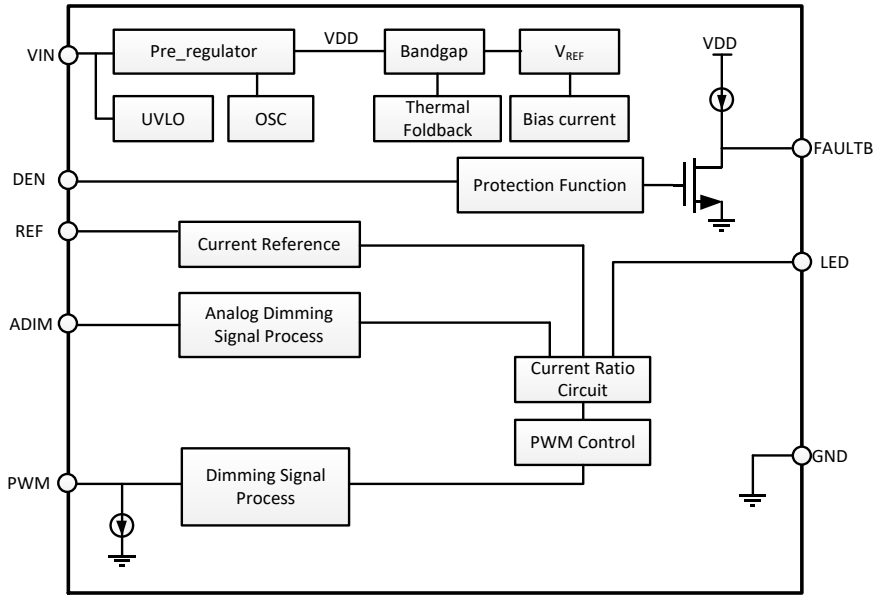 VIN
Pre_regulator
VDD
Bandgap
VREF
VDD
UVLO
OSC
Thermal
Foldback
Bias current
FAULTB
DEN
Protection Function
REF
Current Reference
LED
ADIM
Analog Dimming
Signal Process
Current Ratio
Circuit
PWM Control
GND
PWM
Dimming Signal
Process